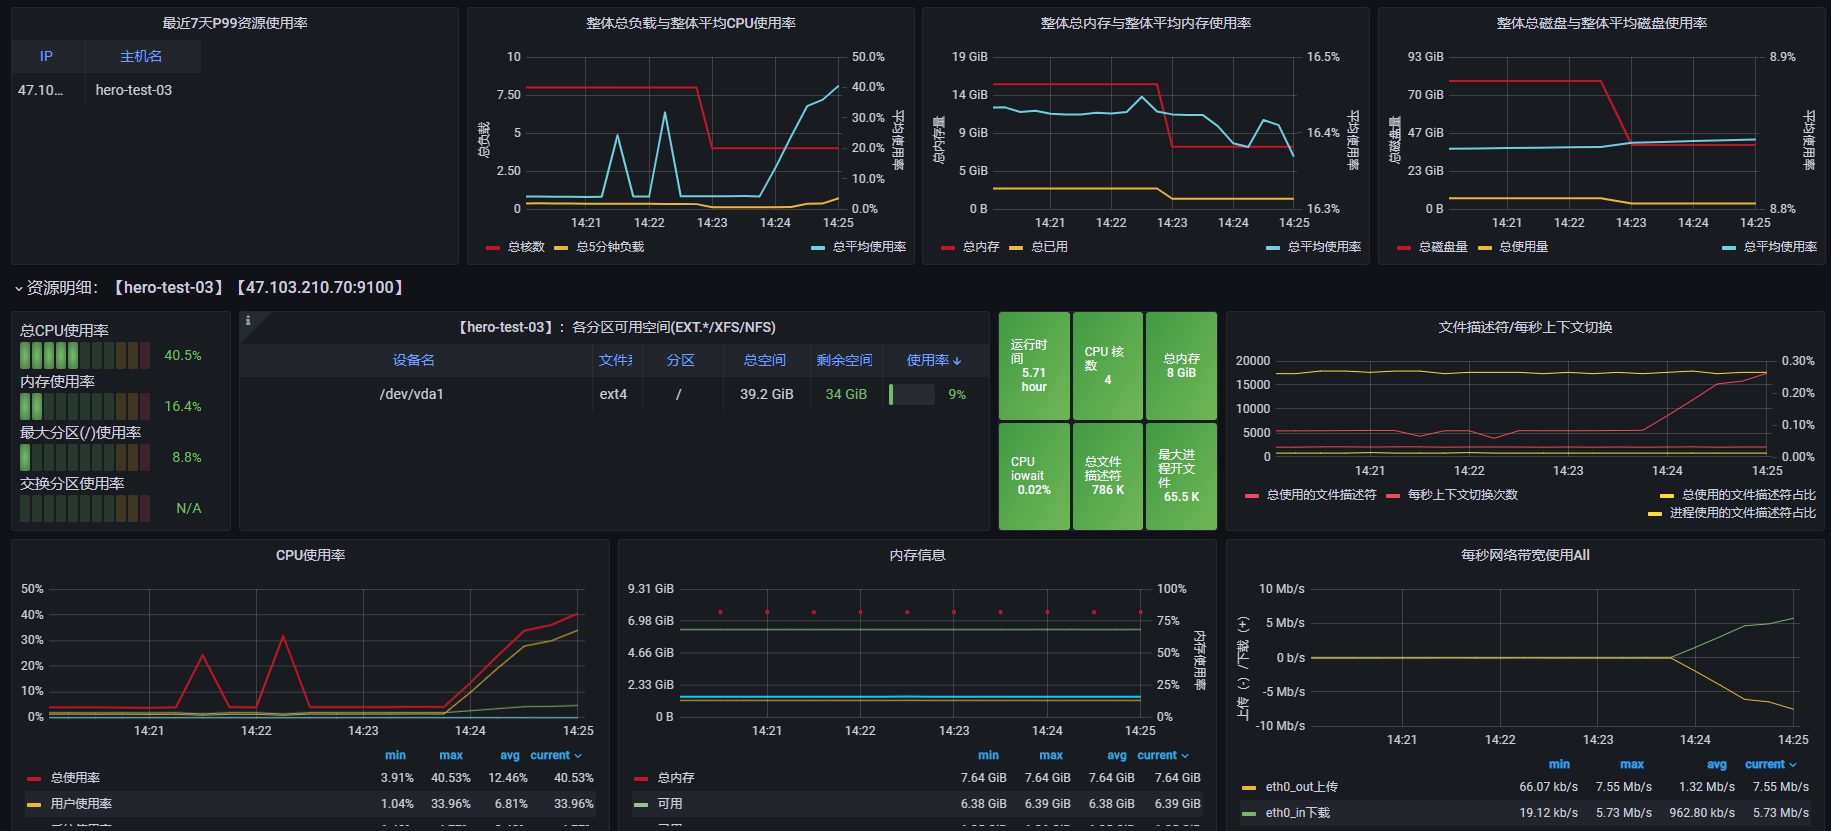 最近7天P99资源使用率
IP 主机名
47.10... hero-test-03
整体总负载与整体平均CPU使用率
10 50.0%
7.50 40.0%
5 30.0%
20.0%
2.50 10.0%
0 0.0%
总负载
平均使用率
14:21 14:22 14:23 14:24 14:25
总核数 总5分钟负载 总平均使用率
整体总内存与整体平均内存使用率
19 GiB 16.5%
14 GiB
9 GiB 16.4%
5 GiB
0 B 16.3%
总内存量
平均使用率
14:21 14:22 14:23 14:24 14:25
总内存 总已用 总平均使用率
整体总磁盘与整体平均磁盘使用率
93 GiB 8.9%
70 GiB
47 GiB
23 GiB
0 B 8.8%
总磁盘量
平均使用率
14:21 14:22 14:23 14:24 14:25
总磁盘量 总使用量 总平均使用率
资源明细：【hero-test-03】【47.103.210.70:9100】
总CPU使用率
40.5%
内存使用率
16.4%
最大分区(/)使用率
8.8%
交换分区使用率
N/A
【hero-test-03】：各分区可用空间(EXT.*/XFS/NFS)
设备名 文件 分区 总空间 剩余空间 使用率
/dev/vda1 ext4 / 39.2 GiB 34 GiB 9%
运行时间
5.71 hour
CPU 核数
4
总内存
8 GiB
CPU iowait
0.02%
总文件描述符
786 K
最大进程开文件
65.5 K
文件描述符/每秒上下文切换
20000 0.30%
15000 0.20%
10000
5000 0.10%
0 0.00%
14:21 14:22 14:23 14:24 14:25
总使用的文件描述符 每秒上下文切换次数 总使用的文件描述符占比
进程使用的文件描述符占比
CPU使用率
50%
40%
30%
20%
10%
0%
14:21 14:22 14:23 14:24 14:25
min max avg current
总使用率 3.91% 40.53% 12.46% 40.53%
用户使用率 1.04% 33.96% 6.81% 33.96%
内存信息
9.31 GiB 100%
6.98 GiB 75%
4.66 GiB 50%
2.33 GiB 25%
0 B 0%
内存使用率
14:21 14:22 14:23 14:24 14:25
min max avg current
总内存 7.64 GiB 7.64 GiB 7.64 GiB 7.64 GiB
可用 6.38 GiB 6.39 GiB 6.38 GiB 6.39 GiB
每秒网络带宽使用All
10 Mb/s
5 Mb/s
0 b/s
-5 Mb/s
-10 Mb/s
上传（-）/下载（+）
14:21 14:22 14:23 14:24 14:25
min max avg current
eth0_out上传 66.07 kb/s 7.55 Mb/s 1.32 Mb/s 7.55 Mb/s
eth0_in下载 19.12 kb/s 5.73 Mb/s 962.80 kb/s 5.73 Mb/s